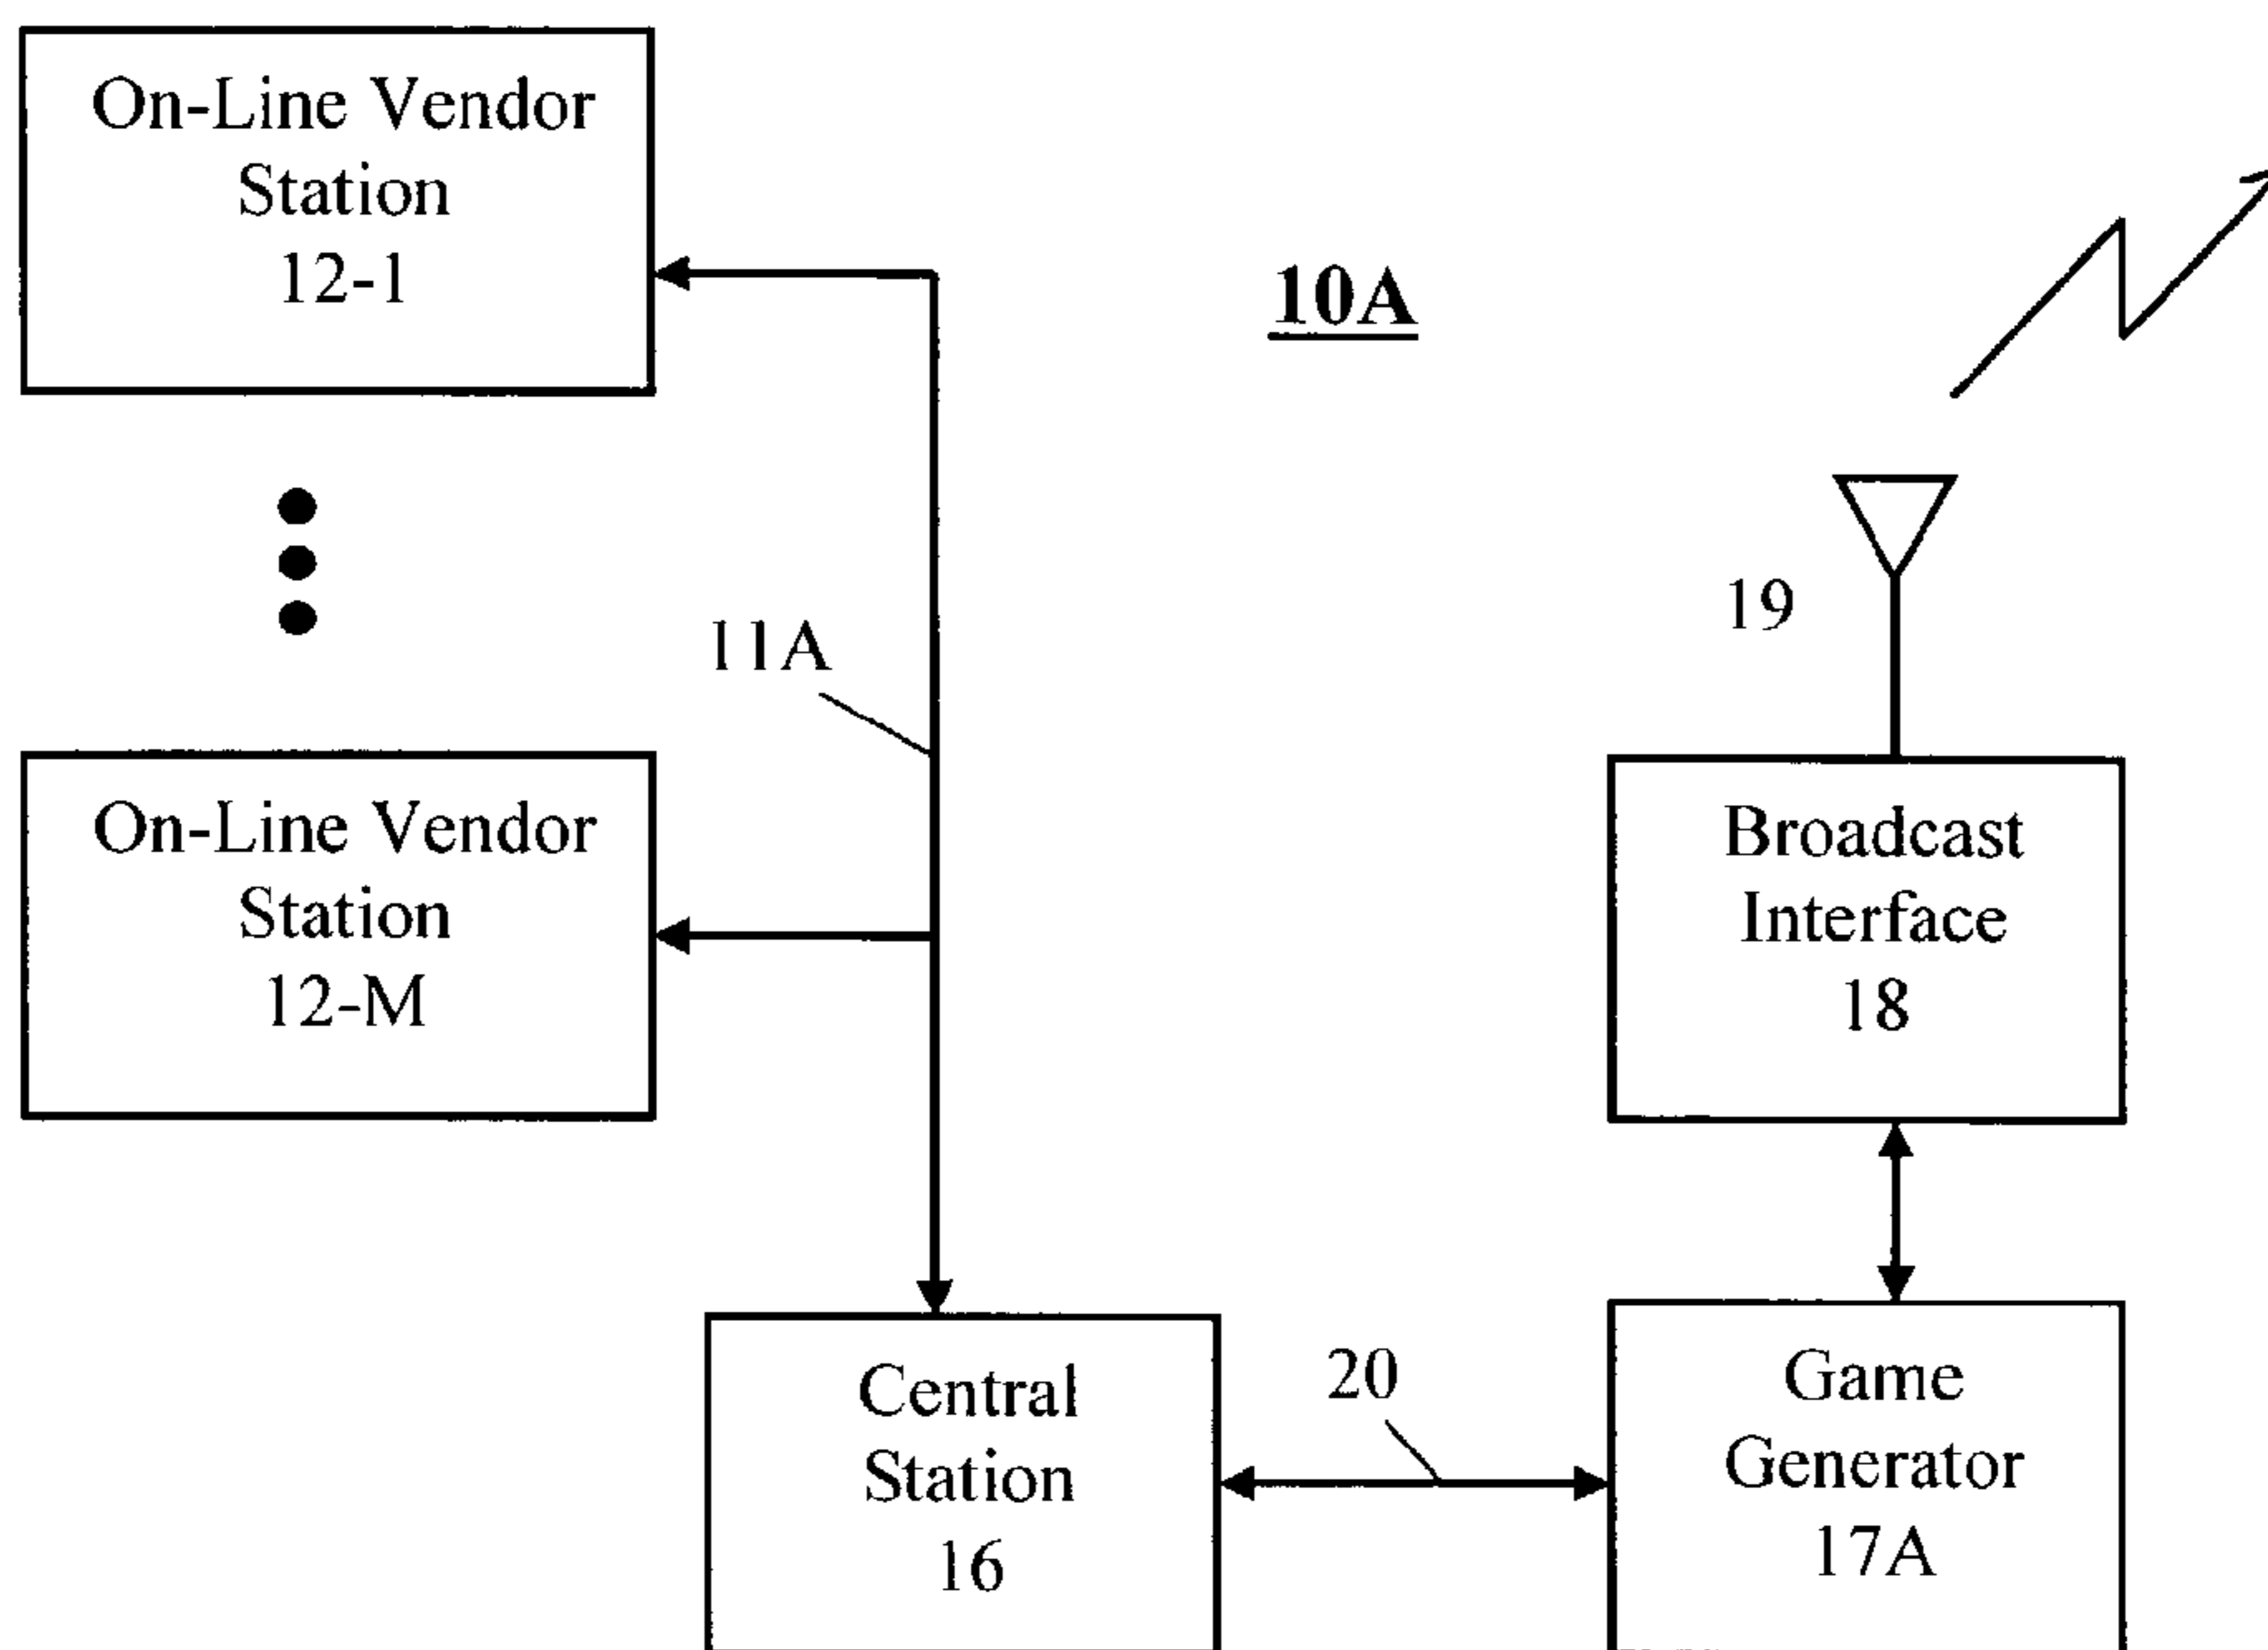 On-Line Vendor
Station
12-1
10A
19
11A
On-Line Vendor
Station
12-M
Broadcast
Interface
18
Central
Station
16
20
Game
Generator
17A